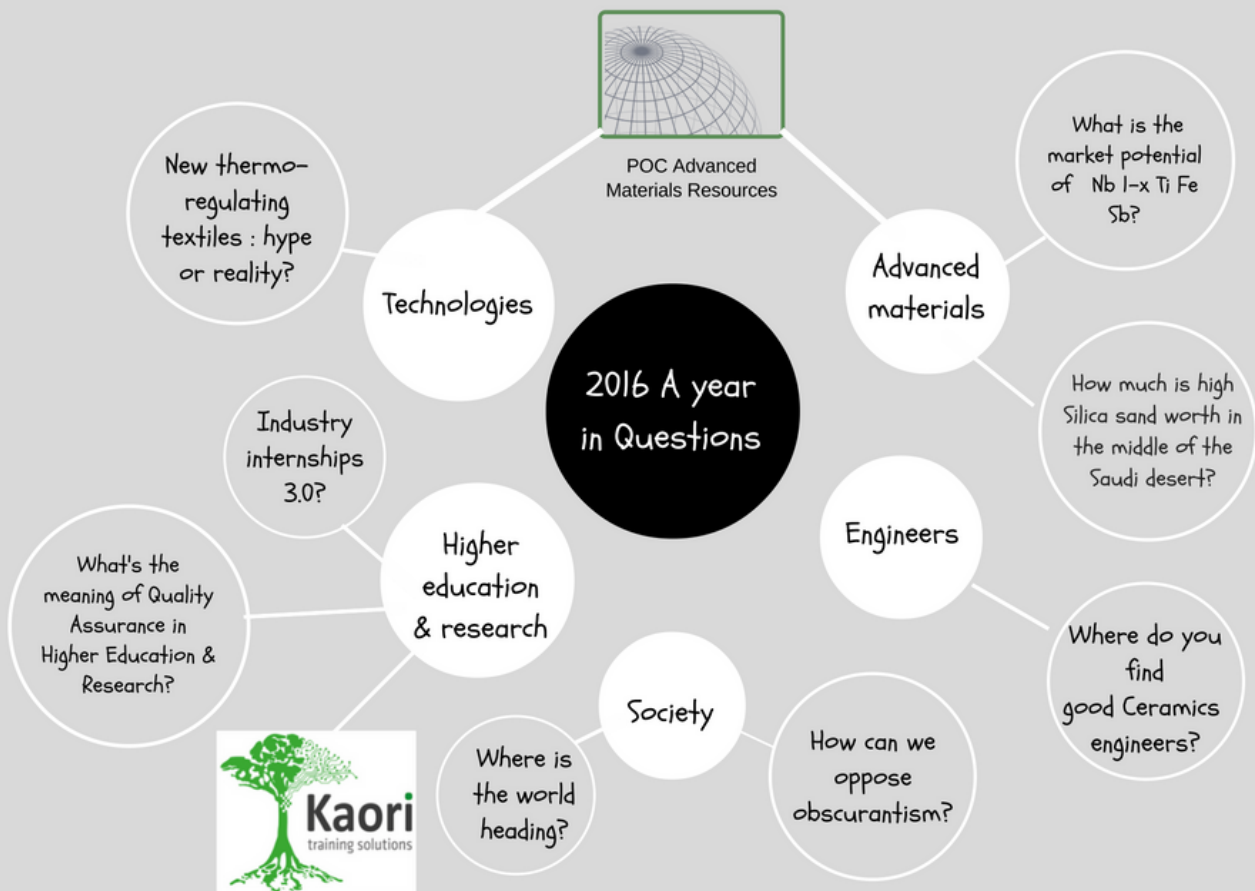 POC Advanced
Materials Resources
New thermo-
regulating
textiles : hype
or reality?
Technologies
What is the
market potential
of Nb 1-x Ti Fe
Sb?
Advanced
materials
2016 A year
in Questions
How much is high
Silica sand worth in
the middle of the
Saudi desert?
Industry
internships
3.0?
Higher
education
& research
What's the
meaning of Quality
Assurance in
Higher Education &
Research?
Kaori
training solutions
Engineers
Where do you
find
good Ceramics
engineers?
Society
Where is
the world
heading?
How can we
oppose
obscurantism?